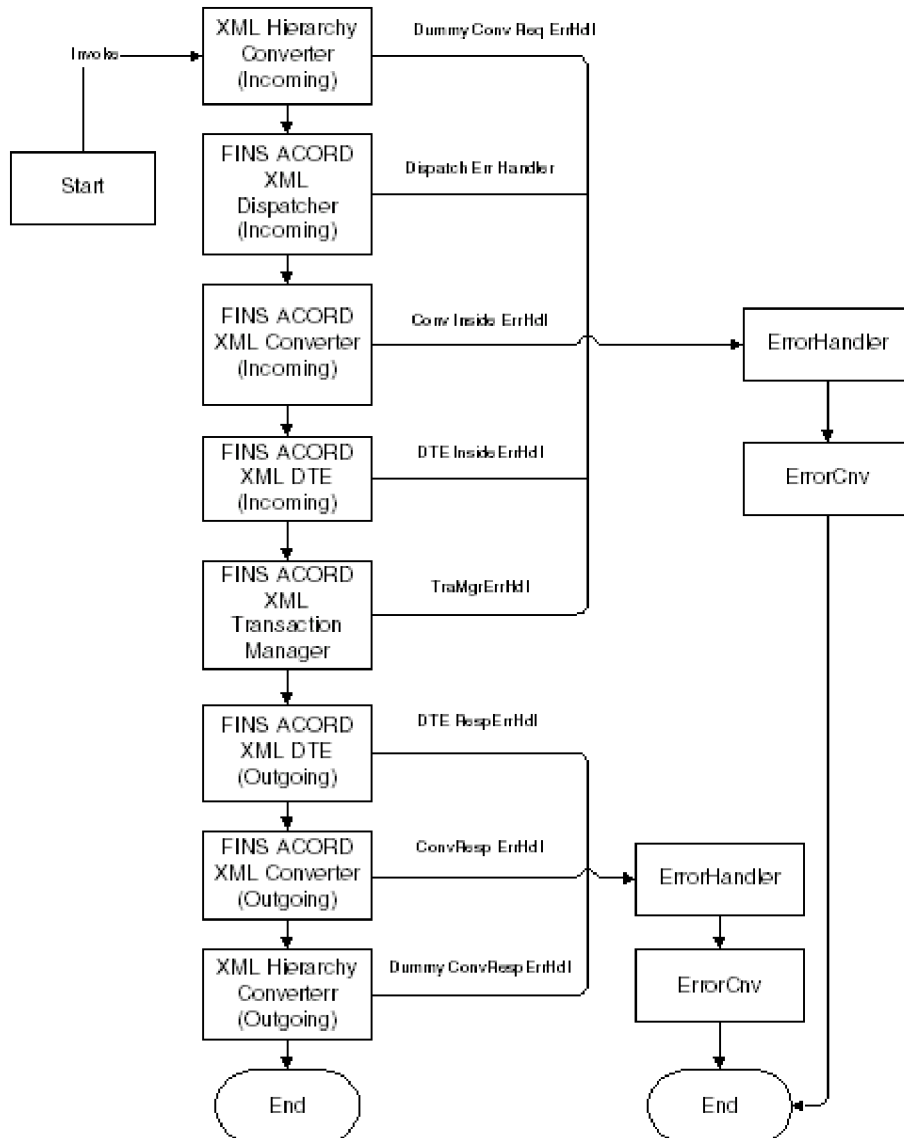 XML Hierarchy
Converter
(Incoming)
Dummy Conv Req ErrHdl
Invoke
Start
FINS ACORD
XML
Dispatcher
(Incoming)
Dispatch Err Handler
FINS ACORD
XML Converter
(Incoming)
Conv Inside ErrHdl
ErrorHandler
FINS ACORD
XML DTE
(Incoming)
DTE Inside ErrHdl
ErrorCnv
FINS ACORD
XML
Transaction
Manager
TraMgrErrHdl
FINS ACORD
XML DTE
(Outgoing)
DTE RespErrHdl
FINS ACORD
XML Converter
(Outgoing)
ConvResp ErrHdl
ErrorHandler
XML Hierarchy
Converterr
(Outgoing)
Dummy ConvResp ErrHdl
ErrorCnv
End
End